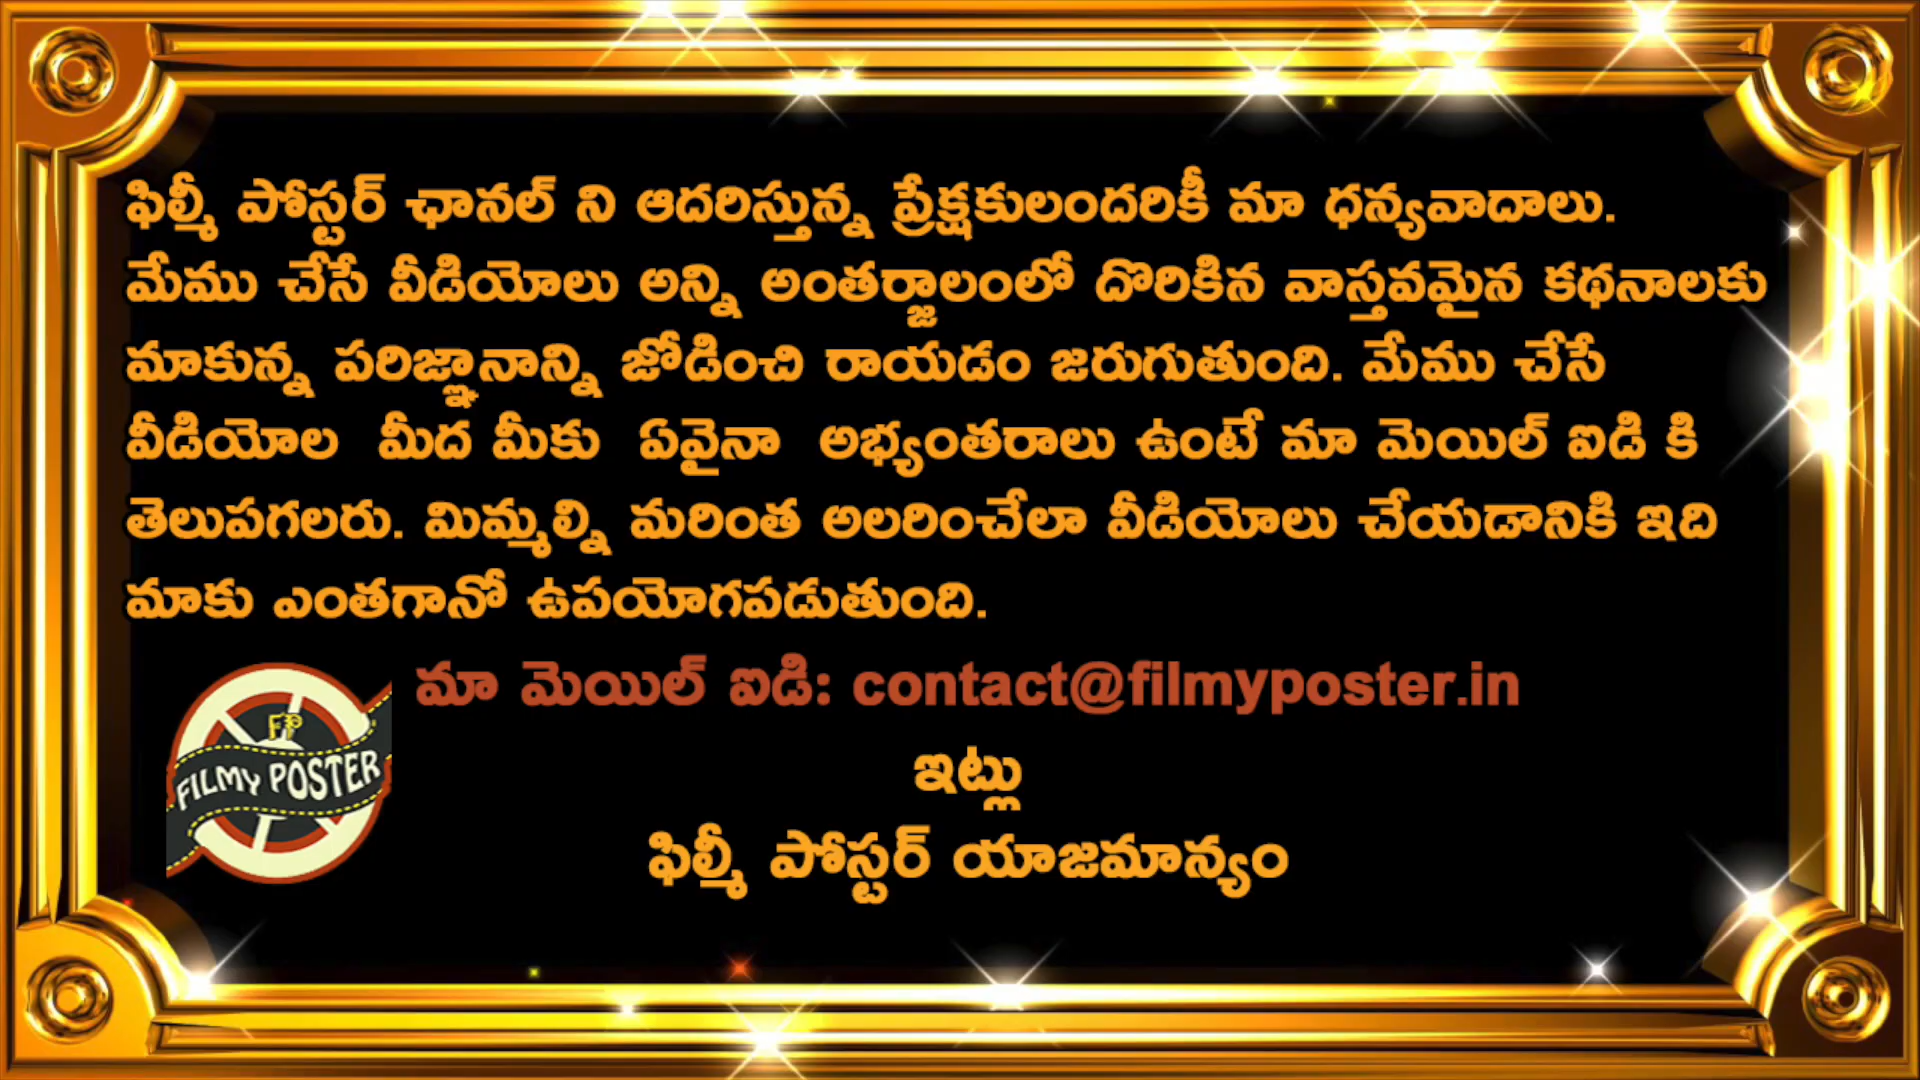 ఫిల్మీ పోస్టర్ ఛానల్ ని ఆదరిస్తున్న ప్రేక్షకులందరికీ మా ధన్యవాదాలు.
మేము చేసే వీడియోలు అన్ని అంతర్జాలంలో దొరికిన వాస్తవమైన కథనాలకు
మాకున్న పరిజ్ఞానాన్ని జోడించి రాయడం జరుగుతుంది. మేము చేసే
వీడియోల మీద మీకు ఏవైనా అభ్యంతరాలు ఉంటే మా మెయిల్ ఐడి కి
తెలుపగలరు. మిమ్మల్ని మరింత అలరించేలా వీడియోలు చేయడానికి ఇది
మాకు ఎంతగానో ఉపయోగపడుతుంది.
మా మెయిల్ ఐడి: contact@filmyposter.in
FP
FILMY POSTER
ఇట్లు
ఫిల్మీ పోస్టర్ యాజమాన్యం